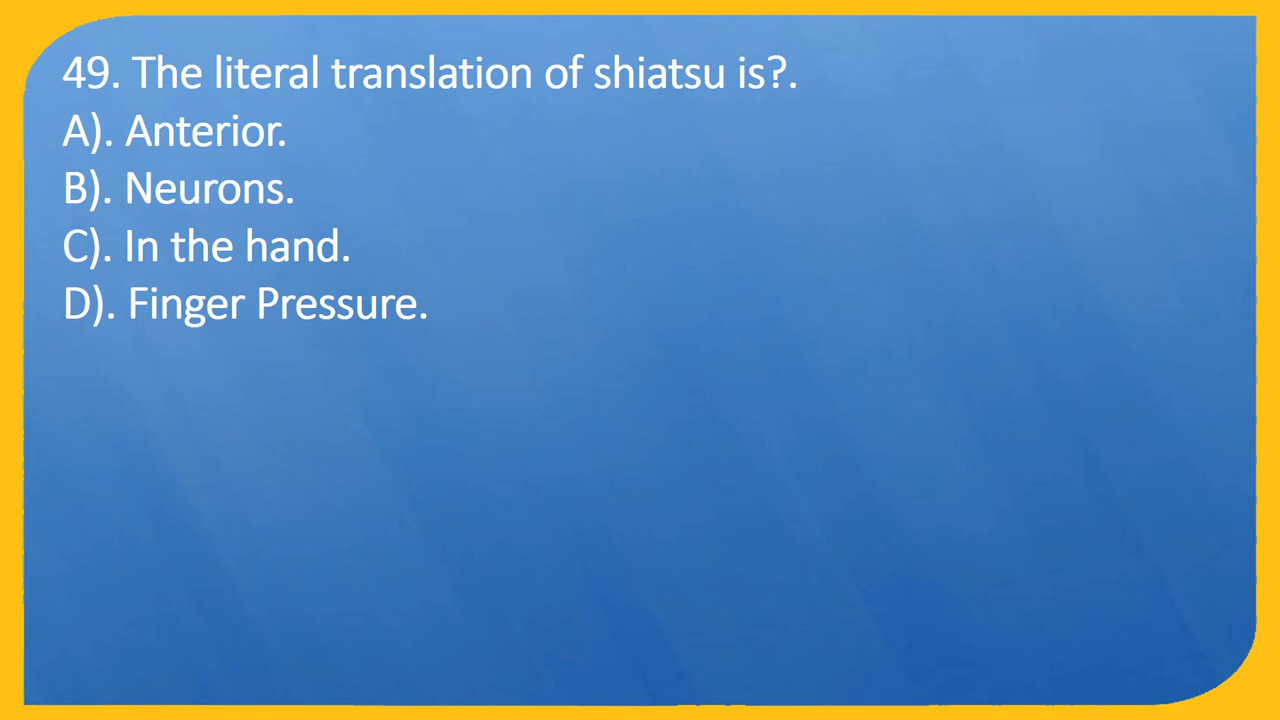 49. The literal translation of shiatsu is?.
A). Anterior.
B). Neurons.
C). In the hand.
D). Finger Pressure.